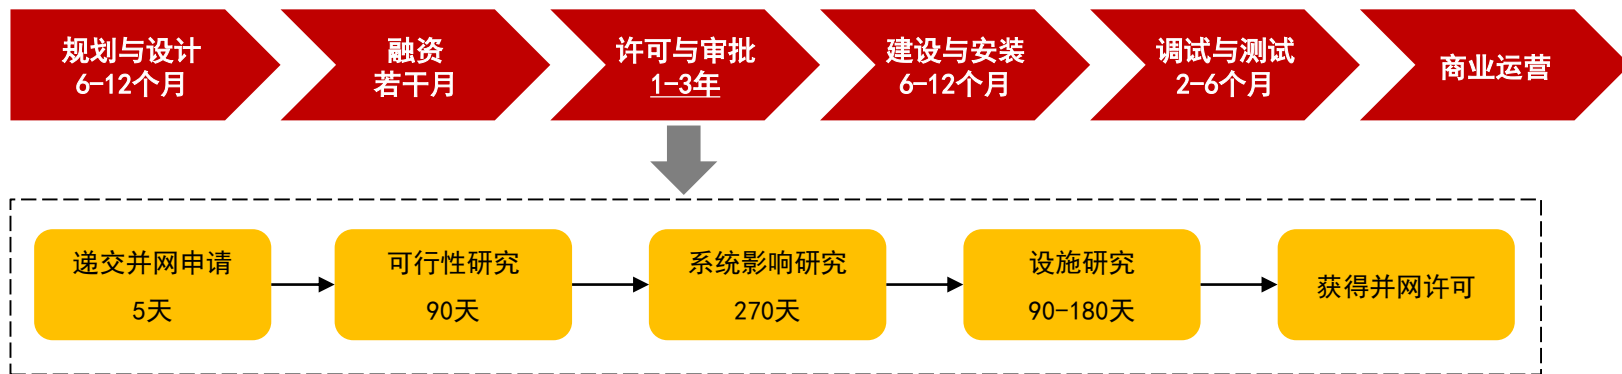 规划与设计
6-12个月
融资
若干月
许可与审批
1-3年
建设与安装
6-12个月
调试与测试
2-6个月
商业运营
递交并网申请
5天
可行性研究
90天
系统影响研究
270天
设施研究
90-180天
获得并网许可